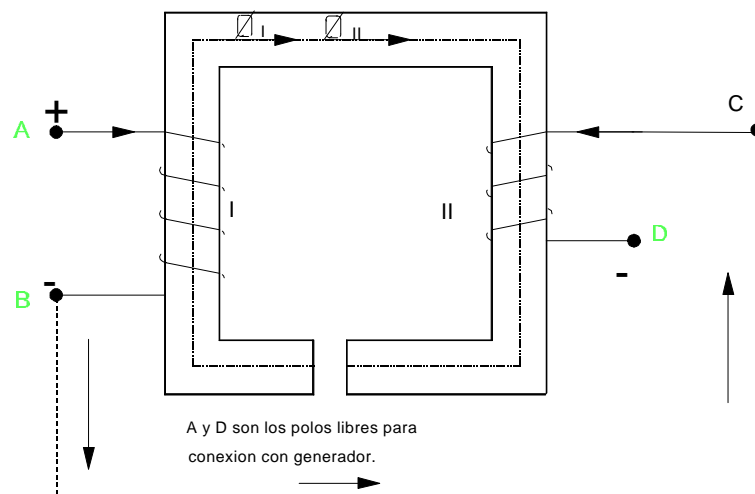 Ø I
Ø II
+
A
C
I
II
D
-
B
-
A y D son los polos libres para
conexion con generador.